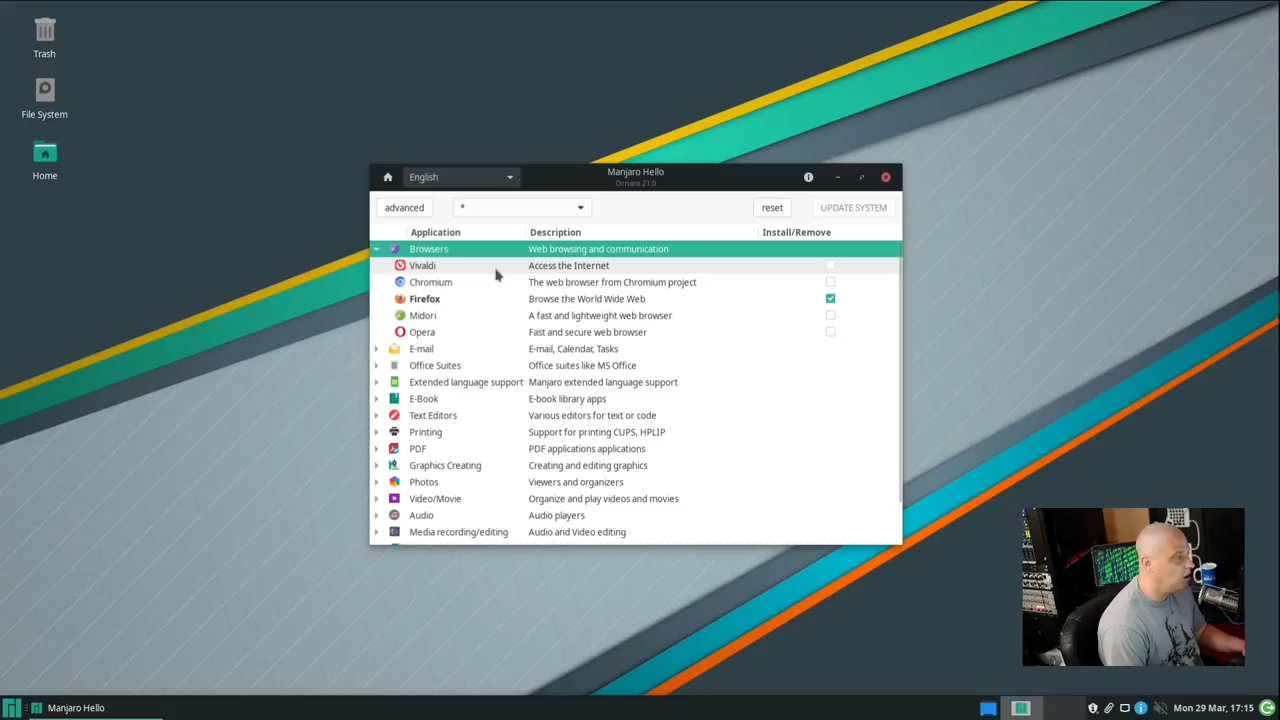 Trash
File System
Home
English
Manjaro Hello
Ornara 21.0
advanced
*
reset
UPDATE SYSTEM
Application Description Install/Remove
Browsers Web browsing and communication
Vivaldi Access the Internet
Chromium The web browser from Chromium project
Firefox Browse the World Wide Web
Midori A fast and lightweight web browser
Opera Fast and secure web browser
E-mail E-mail, Calendar, Tasks
Office Suites Office suites like MS Office
Extended language support Manjaro extended language support
E-Book E-book library apps
Text Editors Various editors for text or code
Printing Support for printing CUPS, HPLIP
PDF PDF applications applications
Graphics Creating Creating and editing graphics
Photos Viewers and organizers
Video/Movie Organize and play videos and movies
Audio Audio players
Media recording/editing Audio and Video editing
Manjaro Hello
Mon 29 Mar, 17:15